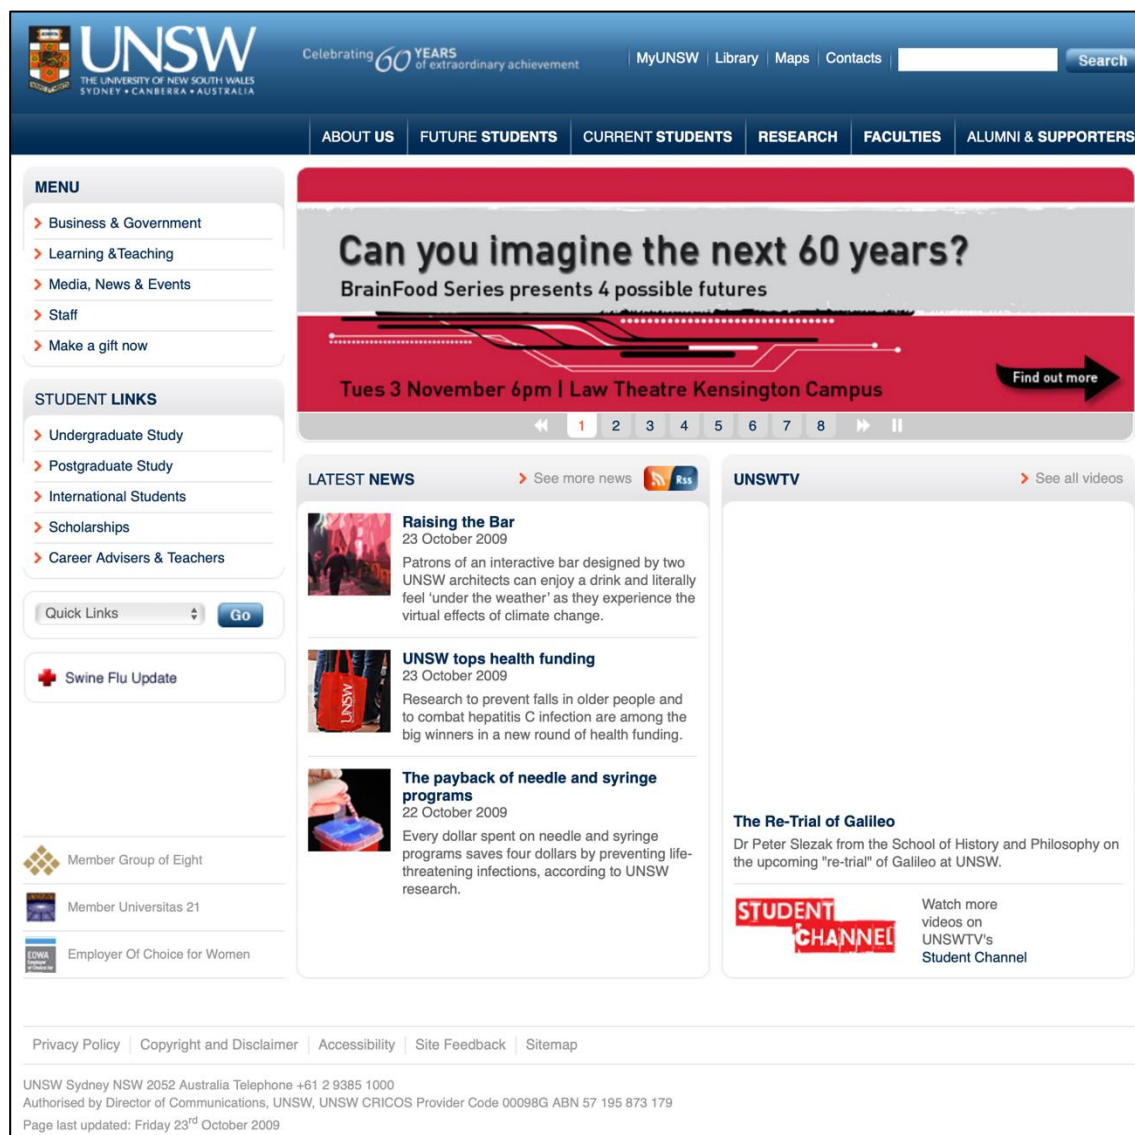 UNSW
THE UNIVERSITY OF NEW SOUTH WALES
SYDNEY • CANBERRA • AUSTRALIA
Celebrating 60 YEARS
of extraordinary achievement
MyUNSW Library Maps Contacts Search
ABOUT US FUTURE STUDENTS CURRENT STUDENTS RESEARCH FACULTIES ALUMNI & SUPPORTERS
MENU
Business & Government
Learning &Teaching
Media, News & Events
Staff
Make a gift now
STUDENT LINKS
Undergraduate Study
Postgraduate Study
International Students
Scholarships
Career Advisers & Teachers
Quick Links Go
Swine Flu Update
Member Group of Eight
Member Universitas 21
EOWA
Employer Of Choice for Women
Can you imagine the next 60 years?
BrainFood Series presents 4 possible futures
Tues 3 November 6pm | Law Theatre Kensington Campus
Find out more
1 2 3 4 5 6 7 8
LATEST NEWS See more news Rss
Raising the Bar
23 October 2009
Patrons of an interactive bar designed by two
UNSW architects can enjoy a drink and literally
feel ‘under the weather’ as they experience the
virtual effects of climate change.
UNSW
UNSW tops health funding
23 October 2009
Research to prevent falls in older people and
to combat hepatitis C infection are among the
big winners in a new round of health funding.
The payback of needle and syringe
programs
22 October 2009
Every dollar spent on needle and syringe
programs saves four dollars by preventing life-
threatening infections, according to UNSW
research.
UNSWTV See all videos
The Re-Trial of Galileo
Dr Peter Slezak from the School of History and Philosophy on
the upcoming "re-trial" of Galileo at UNSW.
STUDENT
CHANNEL
Watch more
videos on
UNSWTV's
Student Channel
Privacy Policy Copyright and Disclaimer Accessibility Site Feedback Sitemap
UNSW Sydney NSW 2052 Australia Telephone +61 2 9385 1000
Authorised by Director of Communications, UNSW, UNSW CRICOS Provider Code 00098G ABN 57 195 873 179
Page last updated: Friday 23rd October 2009